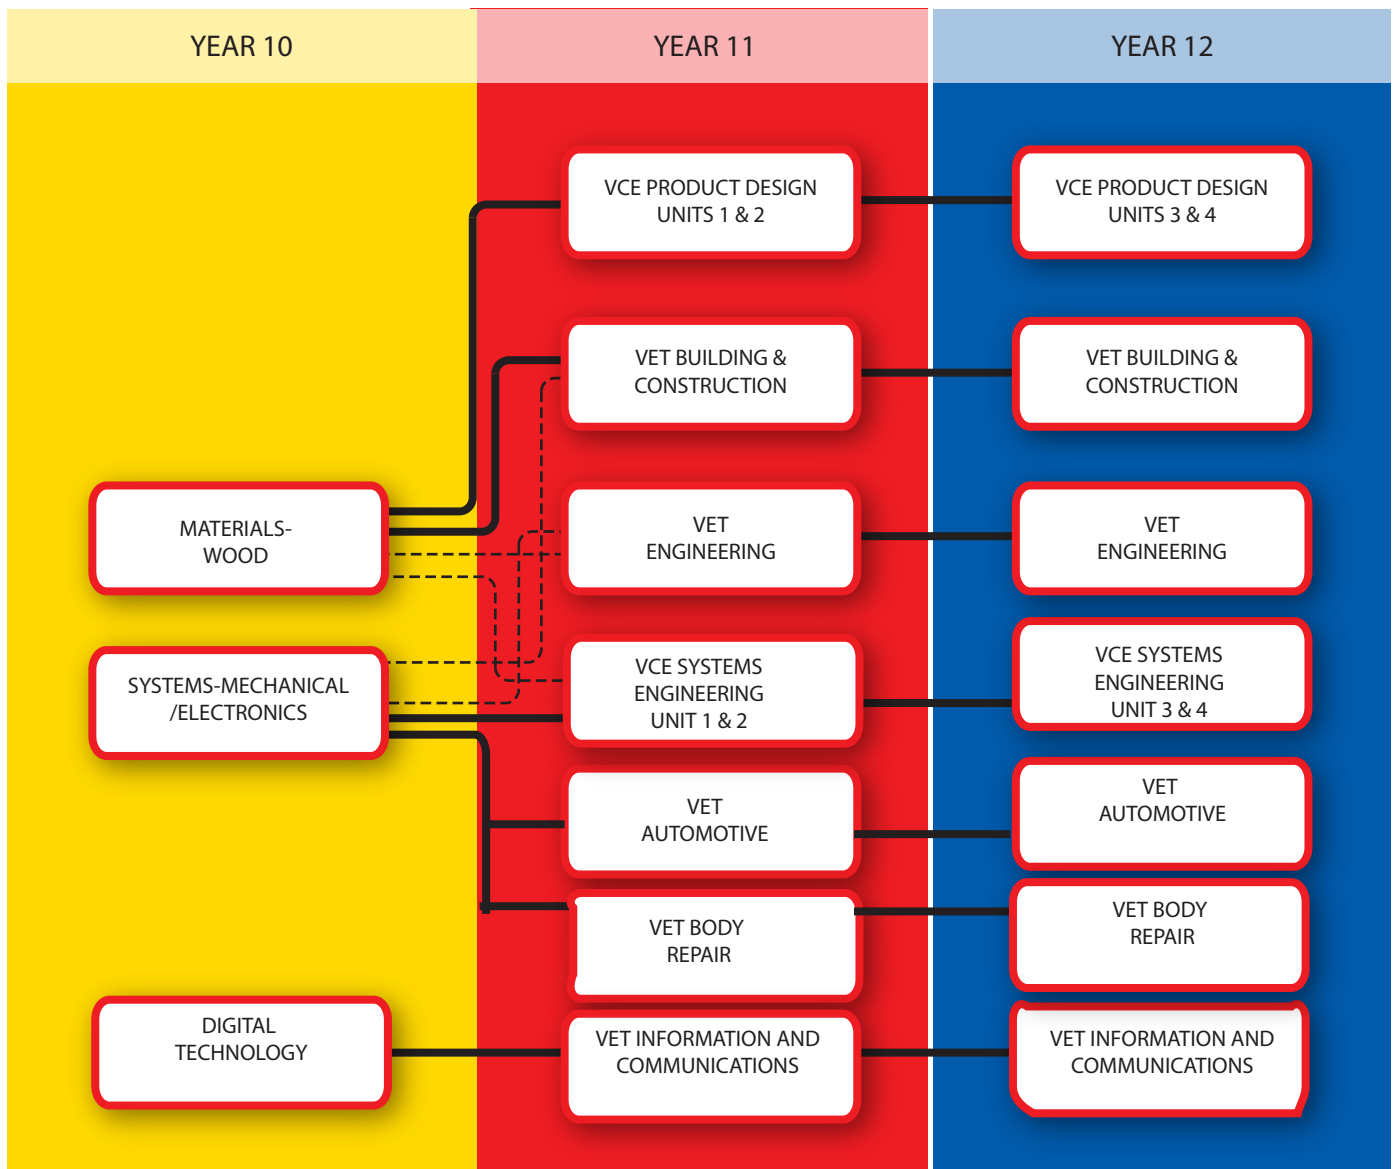 YEAR 10
YEAR 11
YEAR 12
VCE PRODUCT DESIGN
UNITS 1 & 2
VCE PRODUCT DESIGN
UNITS 3 & 4
VET BUILDING &
CONSTRUCTION
VET BUILDING &
CONSTRUCTION
MATERIALS-
WOOD
VET
ENGINEERING
VET
ENGINEERING
SYSTEMS-MECHANICAL
/ELECTRONICS
VCE SYSTEMS
ENGINEERING
UNIT 1 & 2
VCE SYSTEMS
ENGINEERING
UNIT 3 & 4
VET
AUTOMOTIVE
VET
AUTOMOTIVE
VET BODY
REPAIR
VET BODY
REPAIR
DIGITAL
TECHNOLOGY
VET INFORMATION AND
COMMUNICATIONS
VET INFORMATION AND
COMMUNICATIONS